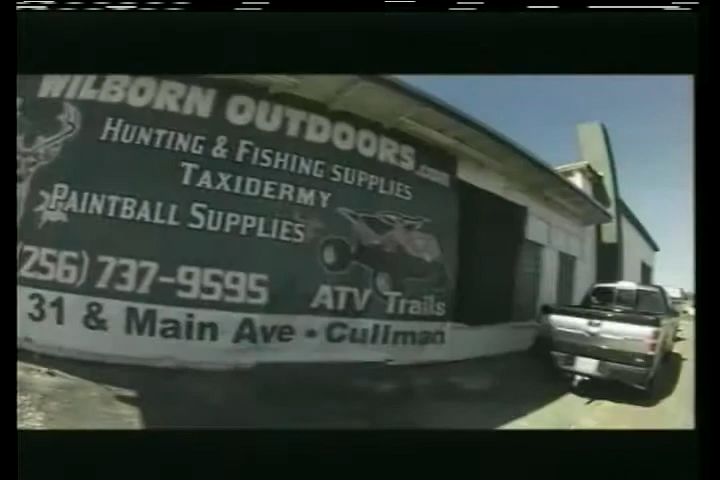 WILBORN OUTDOORS.com
HUNTING & FISHING SUPPLIES
TAXIDERMY
PAINTBALL SUPPLIES
(256) 737-9595
ATV Trails
31 & Main Ave • Cullman